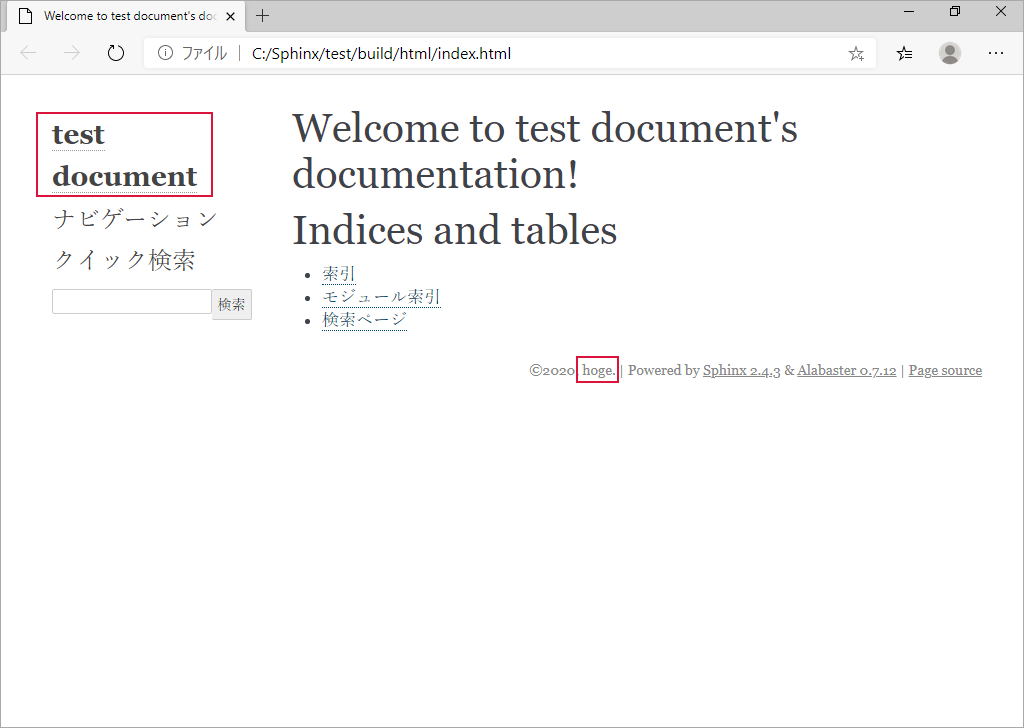 Welcome to test document's doc
ファイル C:/Sphinx/test/build/html/index.html
test
document
ナビゲーション
クイック検索
検索
Welcome to test document's
documentation!
Indices and tables
索引
モジュール索引
検索ページ
©2020, hoge. | Powered by Sphinx 2.4.3 & Alabaster 0.7.12 | Page source